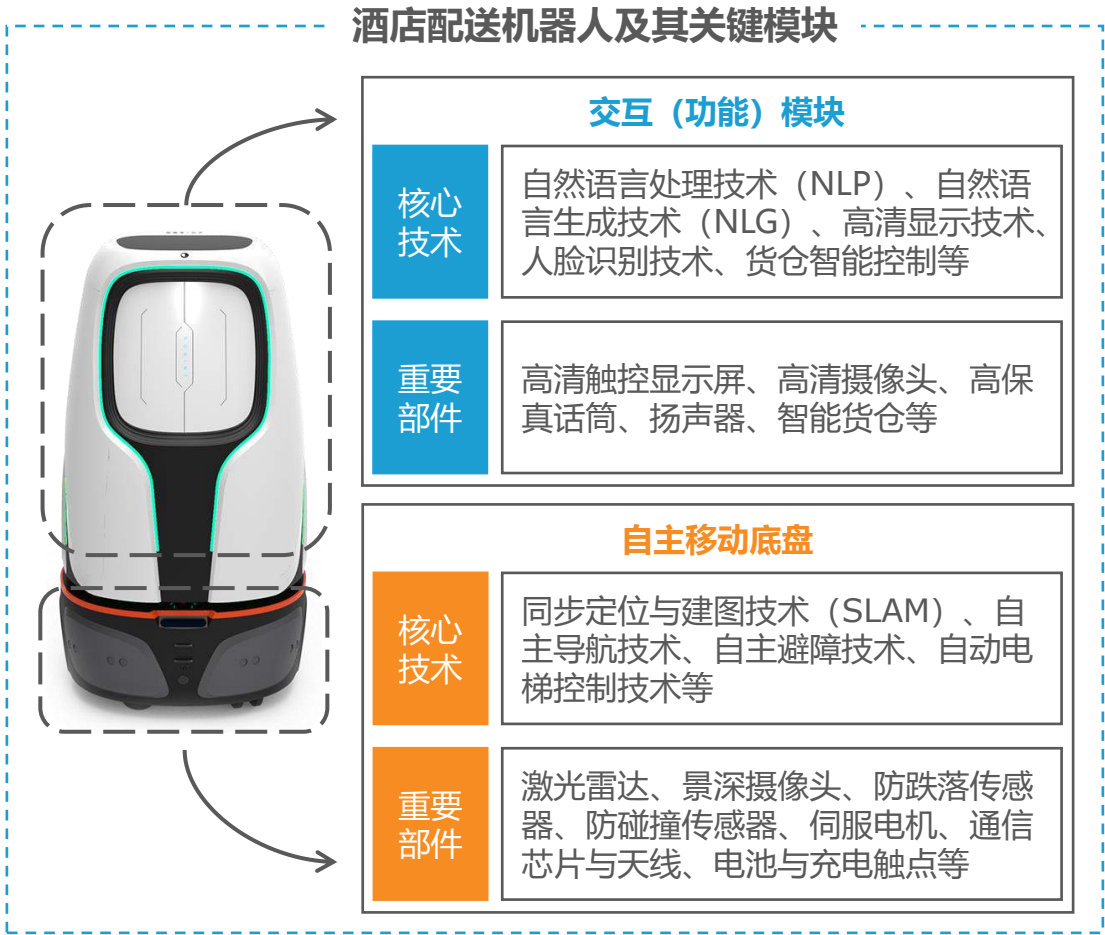 酒店配送机器人及其关键模块
交互（功能）模块
核心
技术
自然语言处理技术（NLP）、自然语
言生成技术（NLG）、高清显示技术、
人脸识别技术、货仓智能控制等
重要
部件
高清触控显示屏、高清摄像头、高保
真话筒、扬声器、智能货仓等
自主移动底盘
核心
技术
同步定位与建图技术（SLAM）、自
主导航技术、自主避障技术、自动电
梯控制技术等
重要
部件
激光雷达、景深摄像头、防跌落传感
器、防碰撞传感器、伺服电机、通信
芯片与天线、电池与充电触点等